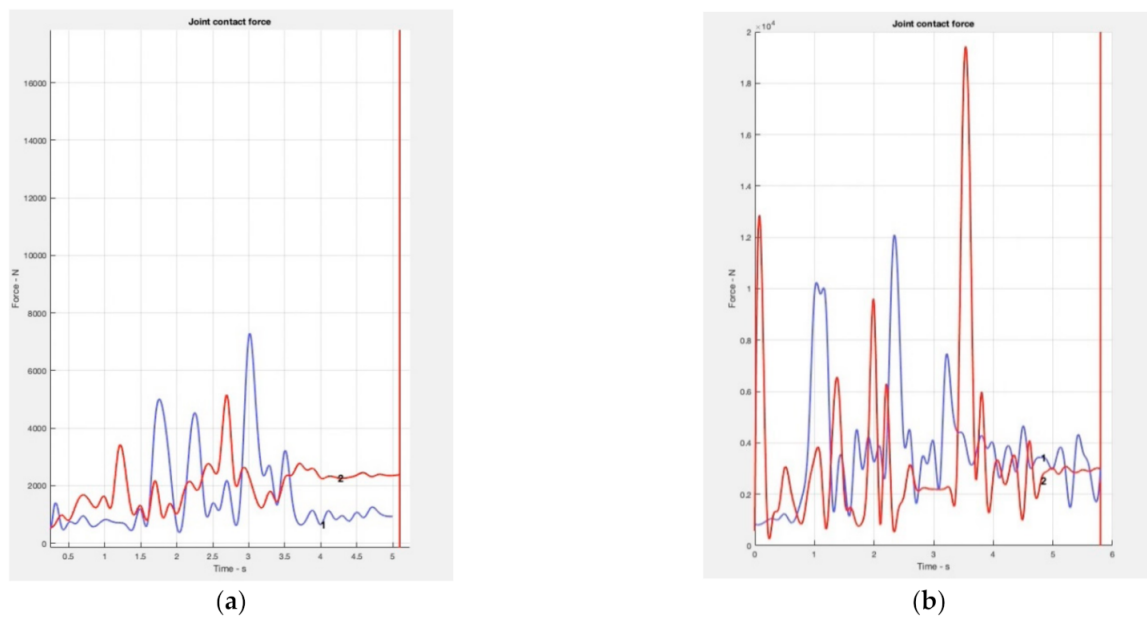 Joint contact force
16000
14000
12000
10000
8000
6000
4000
2000
0
Force - N
0.5 1 1.5 2 2.5 3 3.5 4 4.5 5
Time - s
1
2
(a)
Joint contact force
× 10⁴
2
1.8
1.6
1.4
1.2
1
0.8
0.6
0.4
0.2
0
Force - N
0 1 2 3 4 5 6
Time - s
1
2
(b)